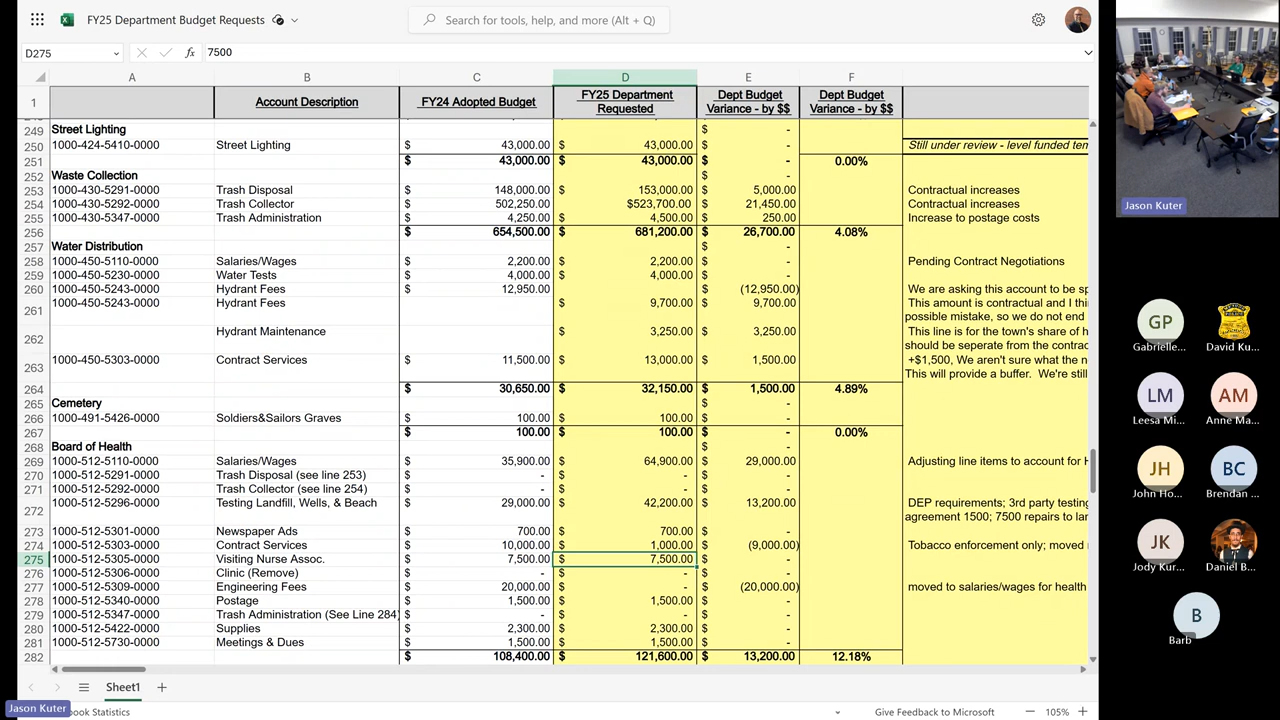 FY25 Department Budget Requests
Search for tools, help, and more (Alt + Q)
D275 fx 7500
A B C D E F
1 Account Description FY24 Adopted Budget FY25 Department Requested Dept Budget Variance - by $$ Dept Budget Variance - by $$
249 Street Lighting $ -
250 1000-424-5410-0000 Street Lighting $ 43,000.00 $ 43,000.00 $ - Still under review - level funded ten
251 $ 43,000.00 $ 43,000.00 $ - 0.00%
252 Waste Collection $ -
253 1000-430-5291-0000 Trash Disposal $ 148,000.00 $ 153,000.00 $ 5,000.00 Contractual increases
254 1000-430-5292-0000 Trash Collector $ 502,250.00 $523,700.00 $ 21,450.00 Contractual increases
255 1000-430-5347-0000 Trash Administration $ 4,250.00 $ 4,500.00 $ 250.00 Increase to postage costs
256 $ 654,500.00 $ 681,200.00 $ 26,700.00 4.08%
257 Water Distribution $ -
258 1000-450-5110-0000 Salaries/Wages $ 2,200.00 $ 2,200.00 $ - Pending Contract Negotiations
259 1000-450-5230-0000 Water Tests $ 4,000.00 $ 4,000.00 $ -
260 1000-450-5243-0000 Hydrant Fees $ 12,950.00 $ (12,950.00) We are asking this account to be sp
261 1000-450-5243-0000 Hydrant Fees $ 9,700.00 $ 9,700.00 This amount is contractual and I thi
possible mistake, so we do not end
262 Hydrant Maintenance $ 3,250.00 $ 3,250.00 This line is for the town's share of h
should be seperate from the contrac
263 1000-450-5303-0000 Contract Services $ 11,500.00 $ 13,000.00 $ 1,500.00 +$1,500, We aren't sure what the n
This will provide a buffer. We're still
264 $ 30,650.00 $ 32,150.00 $ 1,500.00 4.89%
265 Cemetery $ -
266 1000-491-5426-0000 Soldiers&Sailors Graves $ 100.00 $ 100.00 $ -
267 $ 100.00 $ 100.00 $ - 0.00%
268 Board of Health $ -
269 1000-512-5110-0000 Salaries/Wages $ 35,900.00 $ 64,900.00 $ 29,000.00 Adjusting line items to account for H
270 1000-512-5291-0000 Trash Disposal (see line 253) $ - $ - $ -
271 1000-512-5292-0000 Trash Collector (see line 254) $ - $ - $ -
272 1000-512-5296-0000 Testing Landfill, Wells, & Beach $ 29,000.00 $ 42,200.00 $ 13,200.00 DEP requirements; 3rd party testing
agreement 1500; 7500 repairs to lan
273 1000-512-5301-0000 Newspaper Ads $ 700.00 $ 700.00 $ -
274 1000-512-5303-0000 Contract Services $ 10,000.00 $ 1,000.00 $ (9,000.00) Tobacco enforcement only; moved
275 1000-512-5305-0000 Visiting Nurse Assoc. $ 7,500.00 $ 7,500.00 $ -
276 1000-512-5306-0000 Clinic (Remove) $ - $ - $ -
277 1000-512-5309-0000 Engineering Fees $ 20,000.00 $ - $ (20,000.00) moved to salaries/wages for health
278 1000-512-5340-0000 Postage $ 1,500.00 $ 1,500.00 $ -
279 1000-512-5347-0000 Trash Administration (See Line 284) $ - $ - $ -
280 1000-512-5422-0000 Supplies $ 2,300.00 $ 2,300.00 $ -
281 1000-512-5730-0000 Meetings & Dues $ 1,500.00 $ 1,500.00 $ -
282 $ 108,400.00 $ 121,600.00 $ 13,200.00 12.18%
Sheet1
Jason Kuter
book Statistics
Give Feedback to Microsoft
105%
Jason Kuter
GP
Gabrielle... David Ku...
LM AM
Leesa Mi... Anne Ma...
JH BC
John Ho... Brendan ...
JK
Jody Kur... Daniel B...
B
Barb